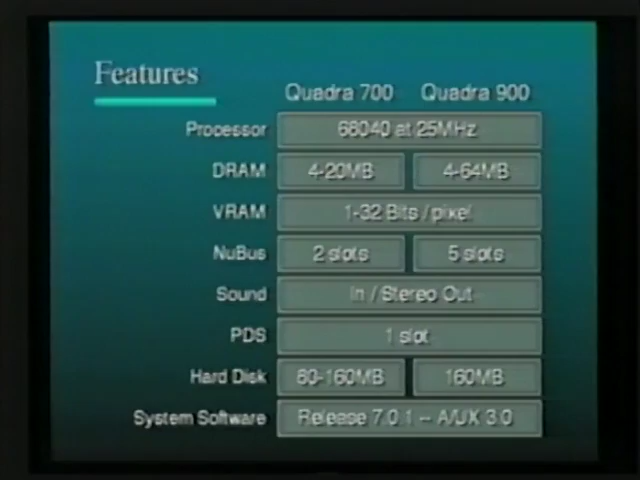 Features
Quadra 700 Quadra 900
Processor 68040 at 25MHz
DRAM 4-20MB 4-64MB
VRAM 1-32 Bits / pixel
NuBus 2 slots 5 slots
Sound In / Stereo Out
PDS 1 slot
Hard Disk 80-160MB 160MB
System Software Release 7.0.1 -- A/UX 3.0